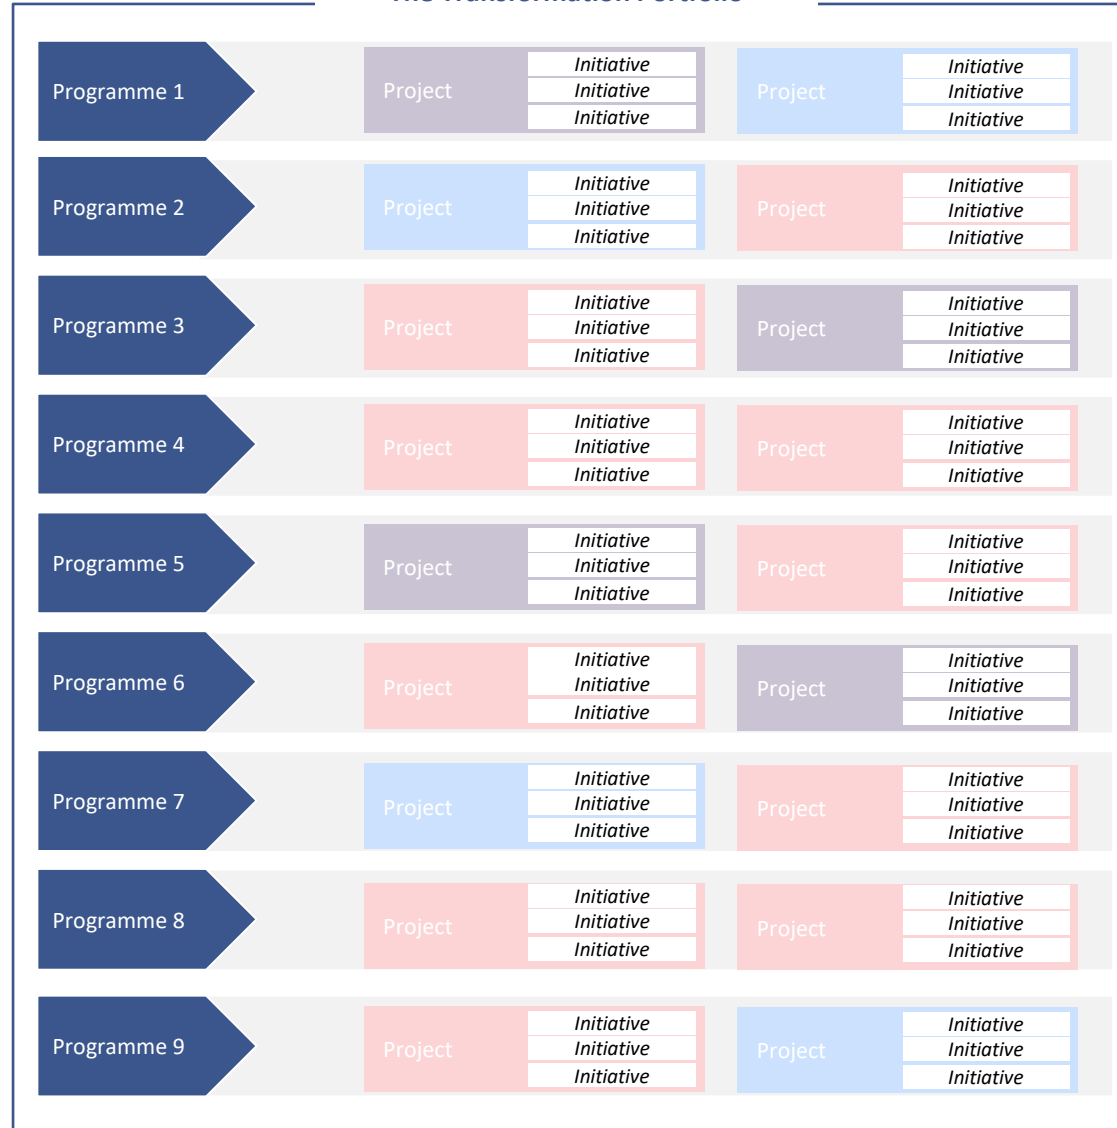 The Transformation Portfolio
Programme 1
Project
Initiative
Initiative
Initiative
Project
Initiative
Initiative
Initiative
Programme 2
Project
Initiative
Initiative
Initiative
Project
Initiative
Initiative
Initiative
Programme 3
Project
Initiative
Initiative
Initiative
Project
Initiative
Initiative
Initiative
Programme 4
Project
Initiative
Initiative
Initiative
Project
Initiative
Initiative
Initiative
Programme 5
Project
Initiative
Initiative
Initiative
Project
Initiative
Initiative
Initiative
Programme 6
Project
Initiative
Initiative
Initiative
Project
Initiative
Initiative
Initiative
Programme 7
Project
Initiative
Initiative
Initiative
Project
Initiative
Initiative
Initiative
Programme 8
Project
Initiative
Initiative
Initiative
Project
Initiative
Initiative
Initiative
Programme 9
Project
Initiative
Initiative
Initiative
Project
Initiative
Initiative
Initiative